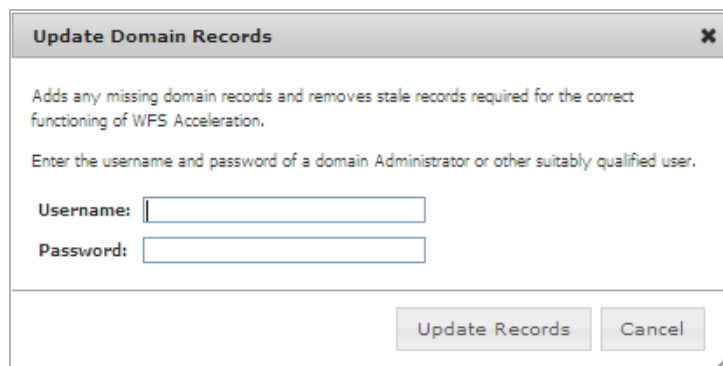 Update Domain Records
Adds any missing domain records and removes stale records required for the correct
functioning of WFS Acceleration.
Enter the username and password of a domain Administrator or other suitably qualified user.
Username:
Password:
Update Records Cancel